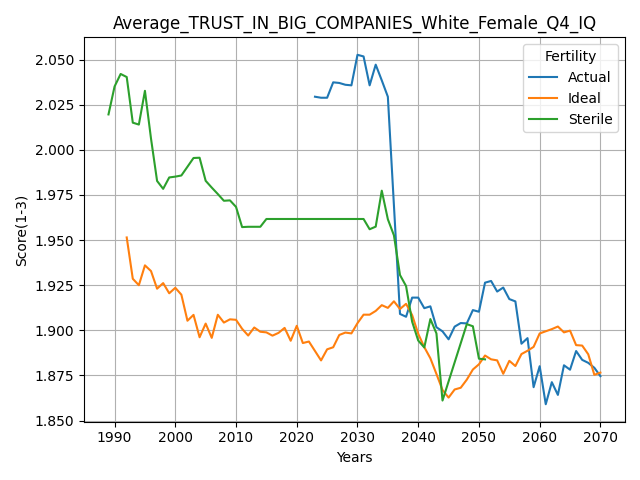 Average_TRUST_IN_BIG_COMPANIES_White_Female_Q4_IQ
Fertility
Actual
Ideal
Sterile
Score(1-3)
2.050
2.025
2.000
1.975
1.950
1.925
1.900
1.875
1.850
1990 2000 2010 2020 2030 2040 2050 2060 2070
Years